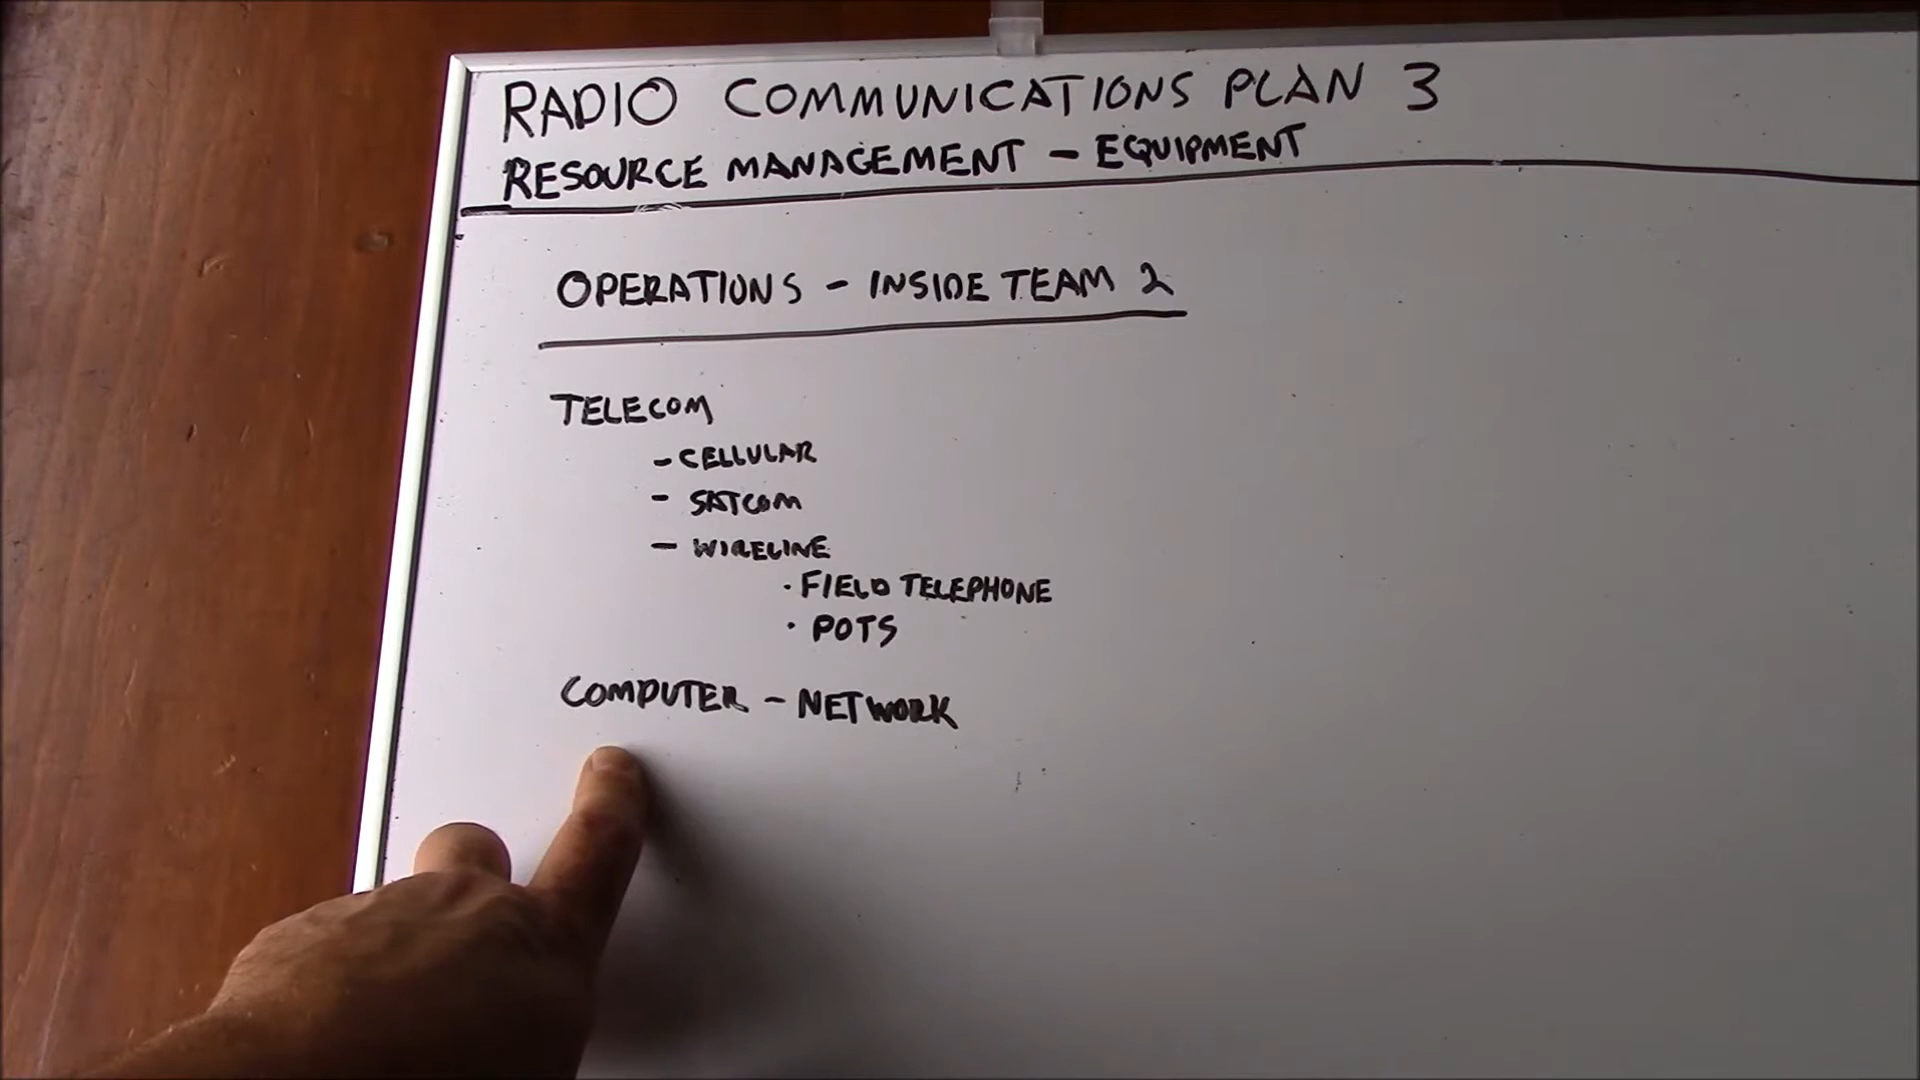 RADIO COMMUNICATIONS PLAN 3
RESOURCE MANAGEMENT - EQUIPMENT
OPERATIONS - INSIDE TEAM 2
TELECOM
- CELLULAR
- SATCOM
- WIRELINE
· FIELD TELEPHONE
· POTS
COMPUTER - NETWORK